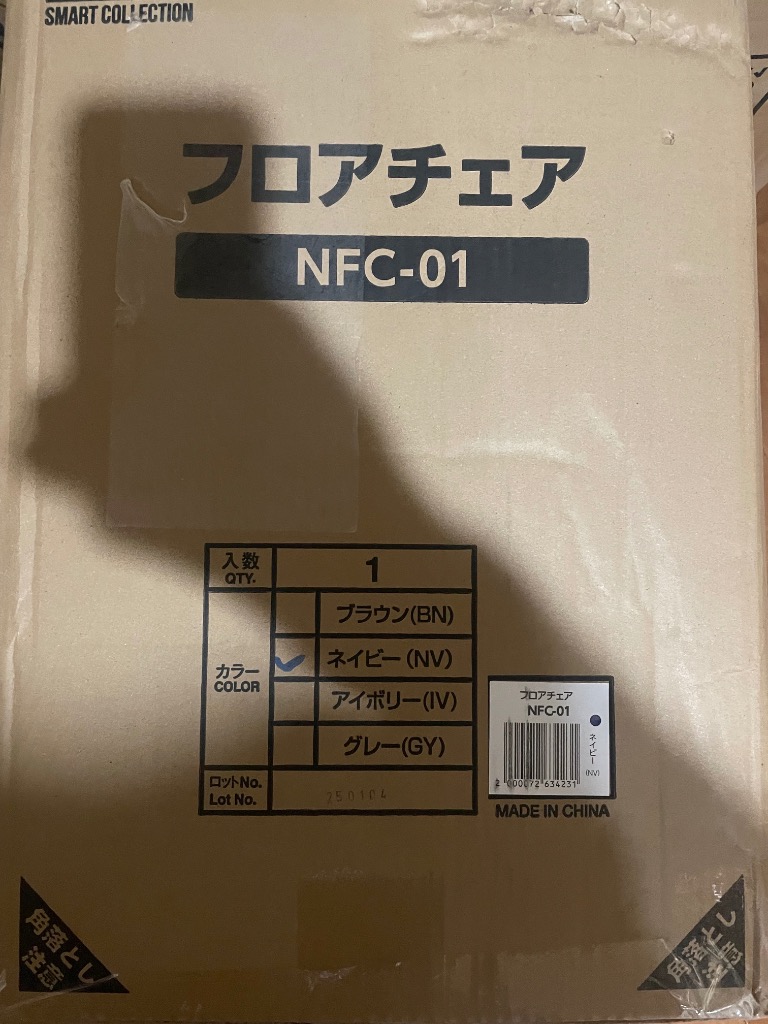 SMART COLLECTION
フロアチェア
NFC-01
入数
QTY.
1
カラー
COLOR
ブラウン(BN)
ネイビー(NV)
アイボリー(IV)
グレー(GY)
ロットNo.
Lot No.
250104
フロアチェア
NFC-01
ネイビー
(NV)
2 000072 634231
MADE IN CHINA
角落とし
注意
角落とし
注意